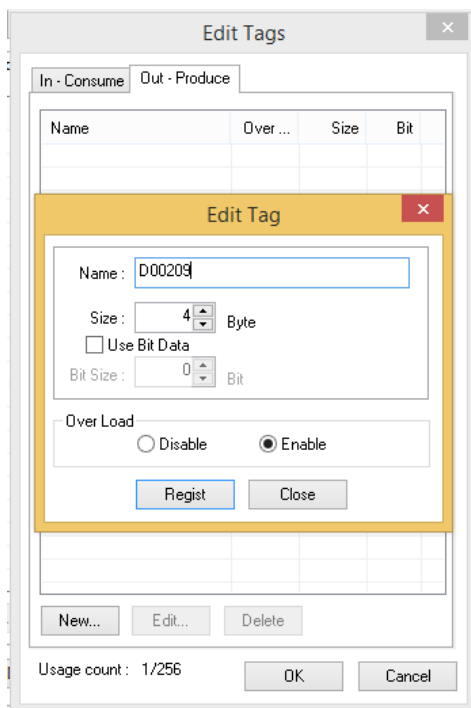 Edit Tags
In - Consume Out - Produce
Name Over ... Size Bit
Edit Tag
Name : D00209
Size : 4 Byte
Use Bit Data
Bit Size : 0 Bit
Over Load
Disable Enable
Regist Close
New... Edit... Delete
Usage count : 1/256 OK Cancel